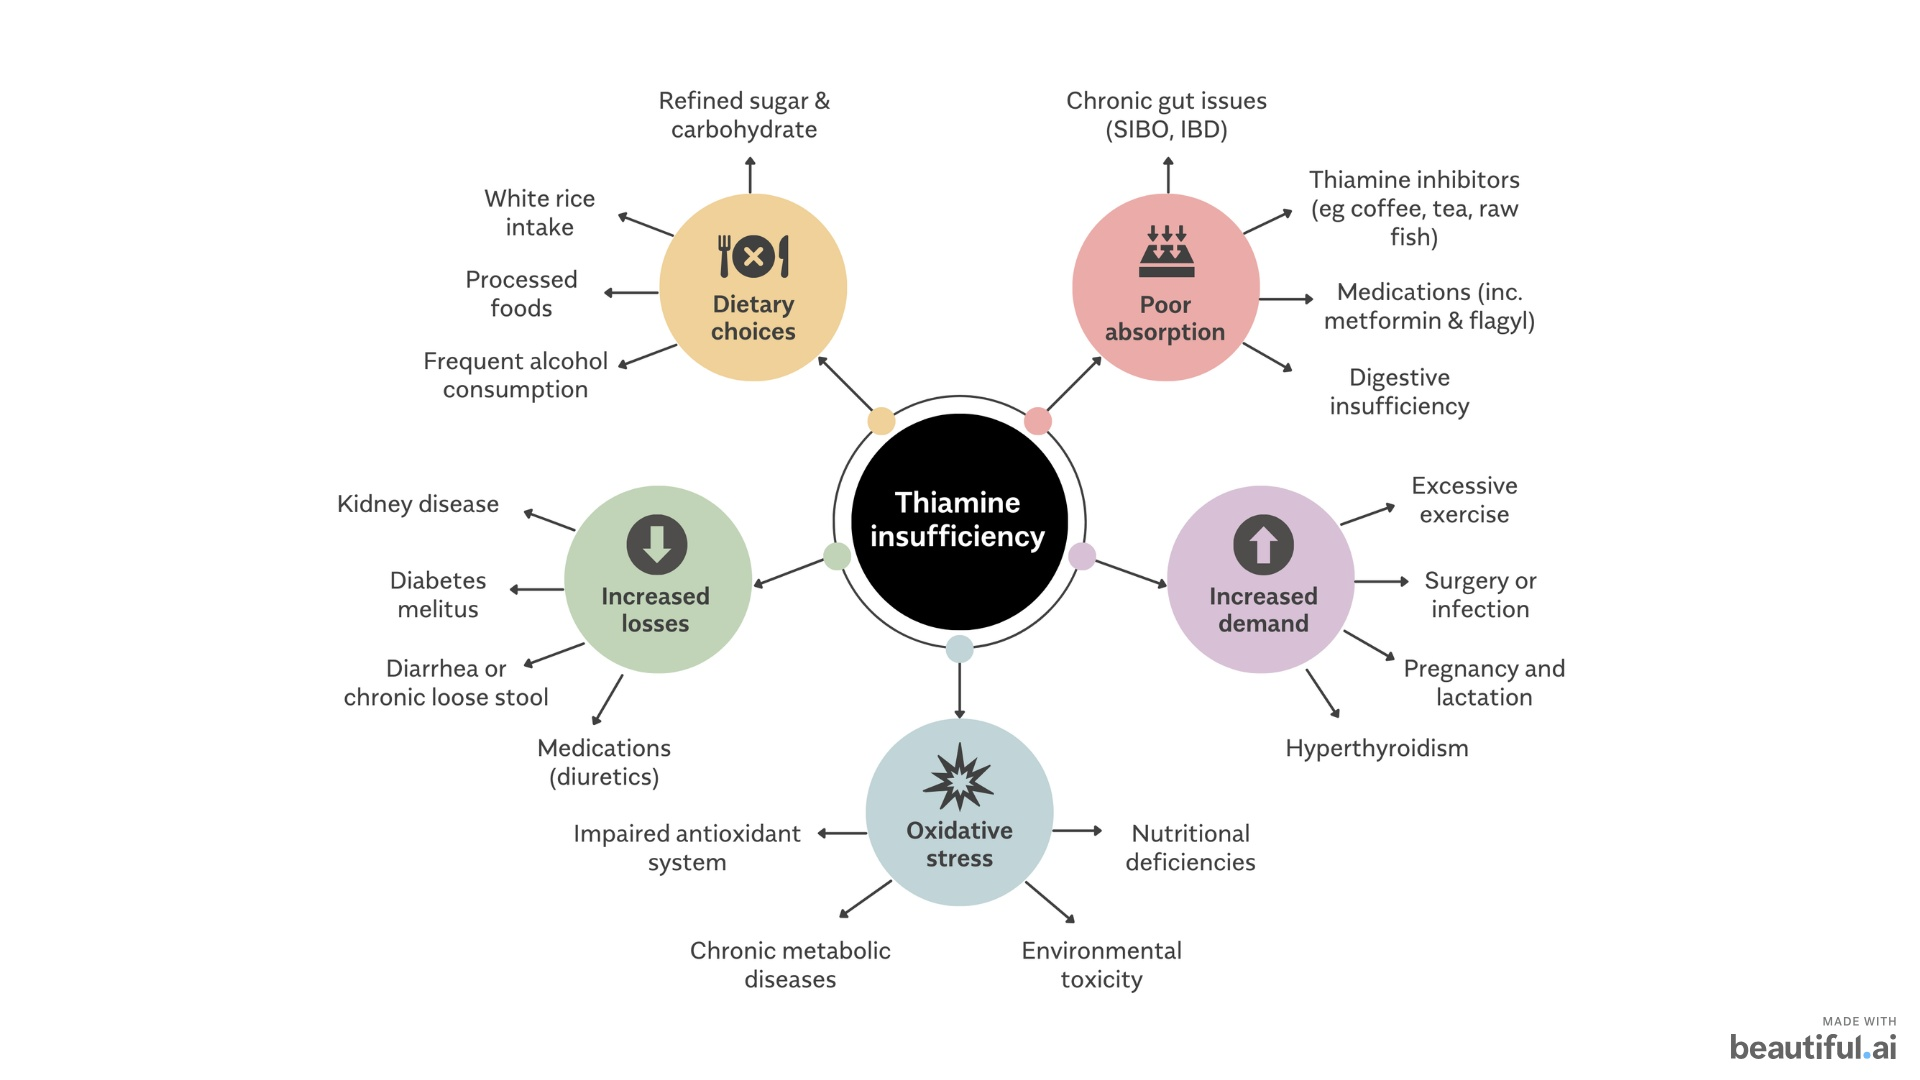 Refined sugar &
carbohydrate
White rice
intake
Processed
foods
Frequent alcohol
consumption
Dietary
choices
Chronic gut issues
(SIBO, IBD)
Thiamine inhibitors
(eg coffee, tea, raw
fish)
Medications (inc.
metformin & flagyl)
Digestive
insufficiency
Poor
absorption
Thiamine
insufficiency
Kidney disease
Diabetes
melitus
Diarrhea or
chronic loose stool
Medications
(diuretics)
Increased
losses
Excessive
exercise
Surgery or
infection
Pregnancy and
lactation
Hyperthyroidism
Increased
demand
Oxidative
stress
Impaired antioxidant
system
Chronic metabolic
diseases
Nutritional
deficiencies
Environmental
toxicity
MADE WITH
beautiful.ai